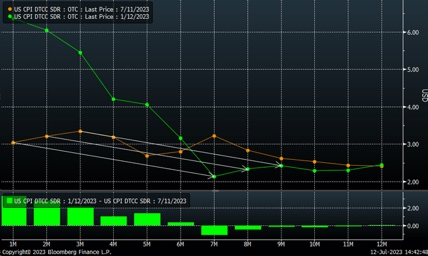 US CPI DTCC SDR : OTC : Last Price : 7/11/2023
US CPI DTCC SDR : OTC : Last Price : 1/12/2023
6.00
5.00
4.00
3.00
2.00
USD
US CPI DTCC SDR : 1/12/2023 - US CPI DTCC SDR : 7/11/2023
2.00
0.00
1M 2M 3M 4M 5M 6M 7M 8M 9M 10M 11M 12M
Copyright© 2023 Bloomberg Finance L.P.
12-Jul-2023 14:42:48